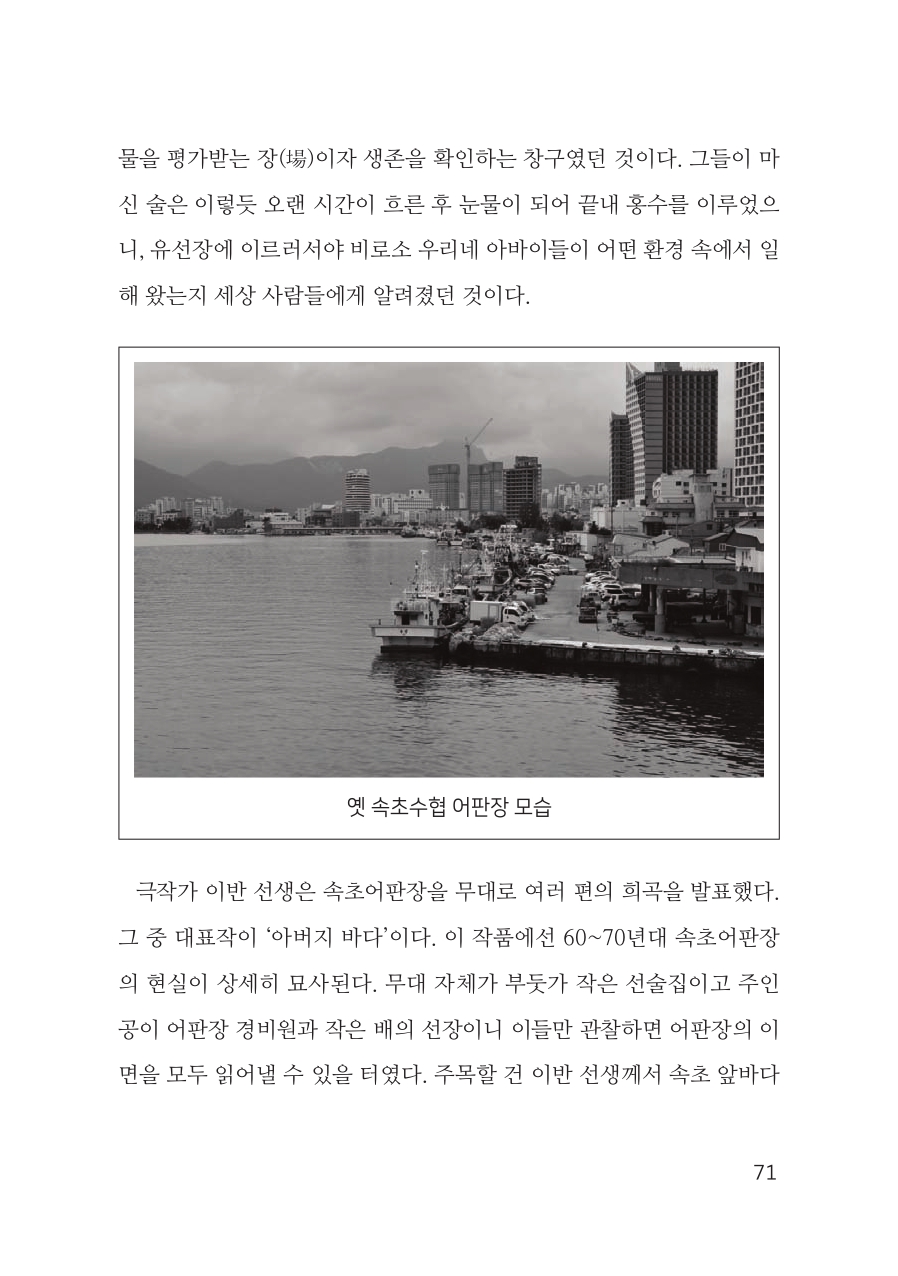 물을 평가받는 장(場)이자 생존을 확인하는 창구였던 것이다. 그들이 마
신 술은 이렇듯 오랜 시간이 흐른 후 눈물이 되어 끝내 홍수를 이루었으
니, 유선장에 이르러서야 비로소 우리네 아바이들이 어떤 환경 속에서 일
해 왔는지 세상 사람들에게 알려졌던 것이다.
옛 속초수협 어판장 모습
극작가 이반 선생은 속초어판장을 무대로 여러 편의 희곡을 발표했다.
그 중 대표작이 ‘아버지 바다’이다. 이 작품에선 60~70년대 속초어판장
의 현실이 상세히 묘사된다. 무대 자체가 부둣가 작은 선술집이고 주인
공이 어판장 경비원과 작은 배의 선장이니 이들만 관찰하면 어판장의 이
면을 모두 읽어낼 수 있을 터였다. 주목할 건 이반 선생께서 속초 앞바다
71